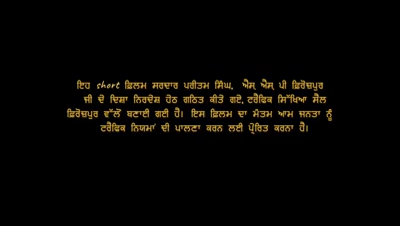 ਇਹ short ਫ਼ਿਲਮ ਸਰਦਾਰ ਪਰੀਤਮ ਸਿੰਘ, ਐਸ ਐਸ ਪੀ ਫ਼ਿਰੋਜ਼ਪੁਰ
ਜੀ ਦੇ ਦਿਸ਼ਾ ਨਿਰਦੇਸ਼ ਹੇਠ ਗਠਿਤ ਕੀਤੇ ਗਏ, ਟਰੈਫਿਕ ਸਿੱਖਿਆ ਸੈਲ
ਫ਼ਿਰੋਜ਼ਪੁਰ ਵੱਲੋਂ ਬਣਾਈ ਗਈ ਹੈ। ਇਸ ਫ਼ਿਲਮ ਦਾ ਮੰਤਮ ਆਮ ਜਨਤਾ ਨੂੰ
ਟਰੈਫਿਕ ਨਿਯਮਾਂ ਦੀ ਪਾਲਣਾ ਕਰਨ ਲਈ ਪ੍ਰੇਰਿਤ ਕਰਨਾ ਹੈ।